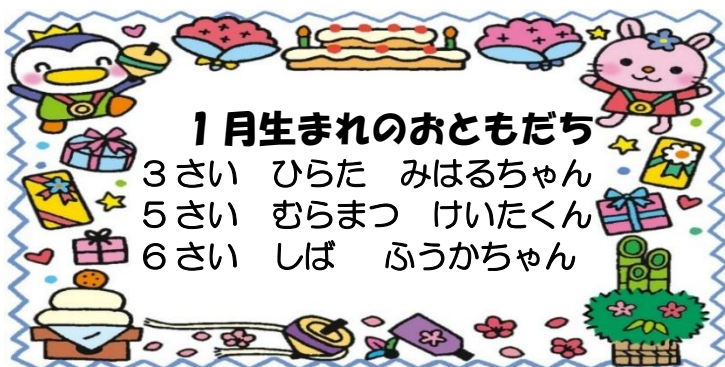 1月生まれのおともだち
3さい　ひらた　みはるちゃん
5さい　むらまつ　けいたくん
6さい　しば　ふうかちゃん